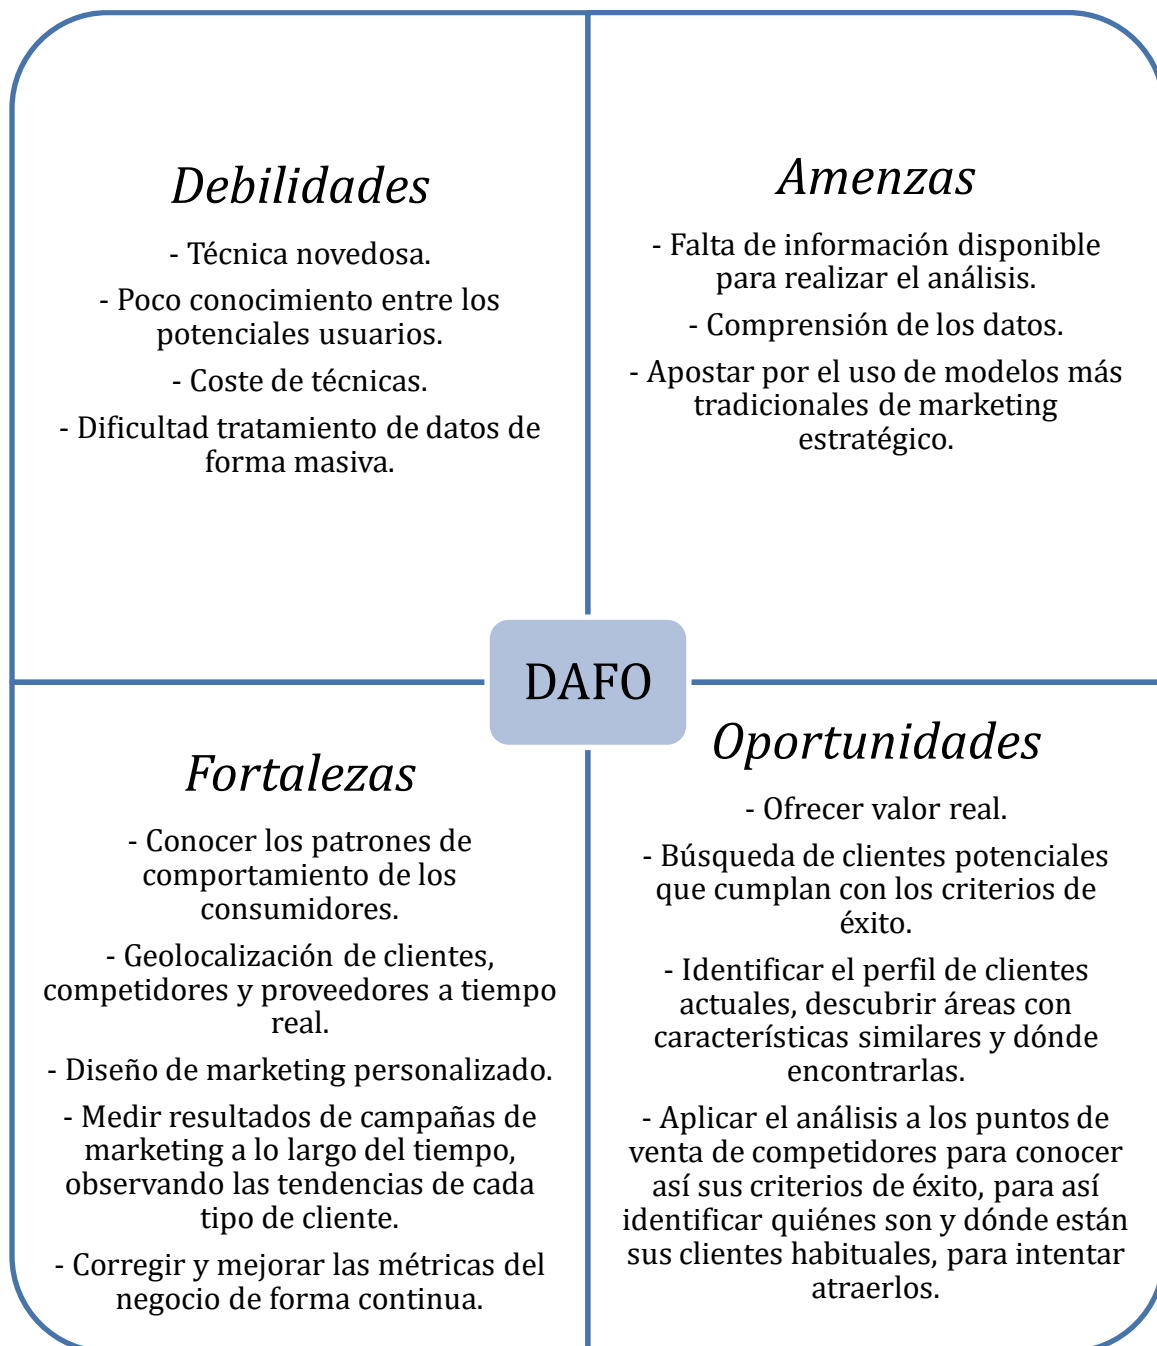 Debilidades
- Técnica novedosa.
- Poco conocimiento entre los
potenciales usuarios.
- Coste de técnicas.
- Dificultad tratamiento de datos de
forma masiva.
Amenzas
- Falta de información disponible
para realizar el análisis.
- Comprensión de los datos.
- Apostar por el uso de modelos más
tradicionales de marketing
estratégico.
DAFO
Fortalezas
- Conocer los patrones de
comportamiento de los
consumidores.
- Geolocalización de clientes,
competidores y proveedores a tiempo
real.
- Diseño de marketing personalizado.
- Medir resultados de campañas de
marketing a lo largo del tiempo,
observando las tendencias de cada
tipo de cliente.
- Corregir y mejorar las métricas del
negocio de forma continua.
Oportunidades
- Ofrecer valor real.
- Búsqueda de clientes potenciales
que cumplan con los criterios de
éxito.
- Identificar el perfil de clientes
actuales, descubrir áreas con
características similares y dónde
encontrarlas.
- Aplicar el análisis a los puntos de
venta de competidores para conocer
así sus criterios de éxito, para así
identificar quiénes son y dónde están
sus clientes habituales, para intentar
atraerlos.